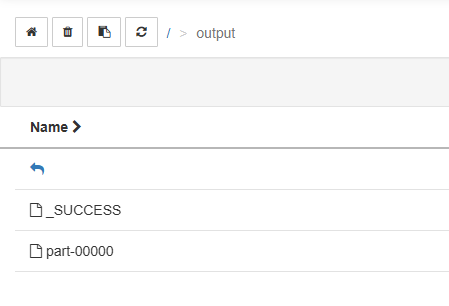 / > output
Name
_SUCCESS
part-00000